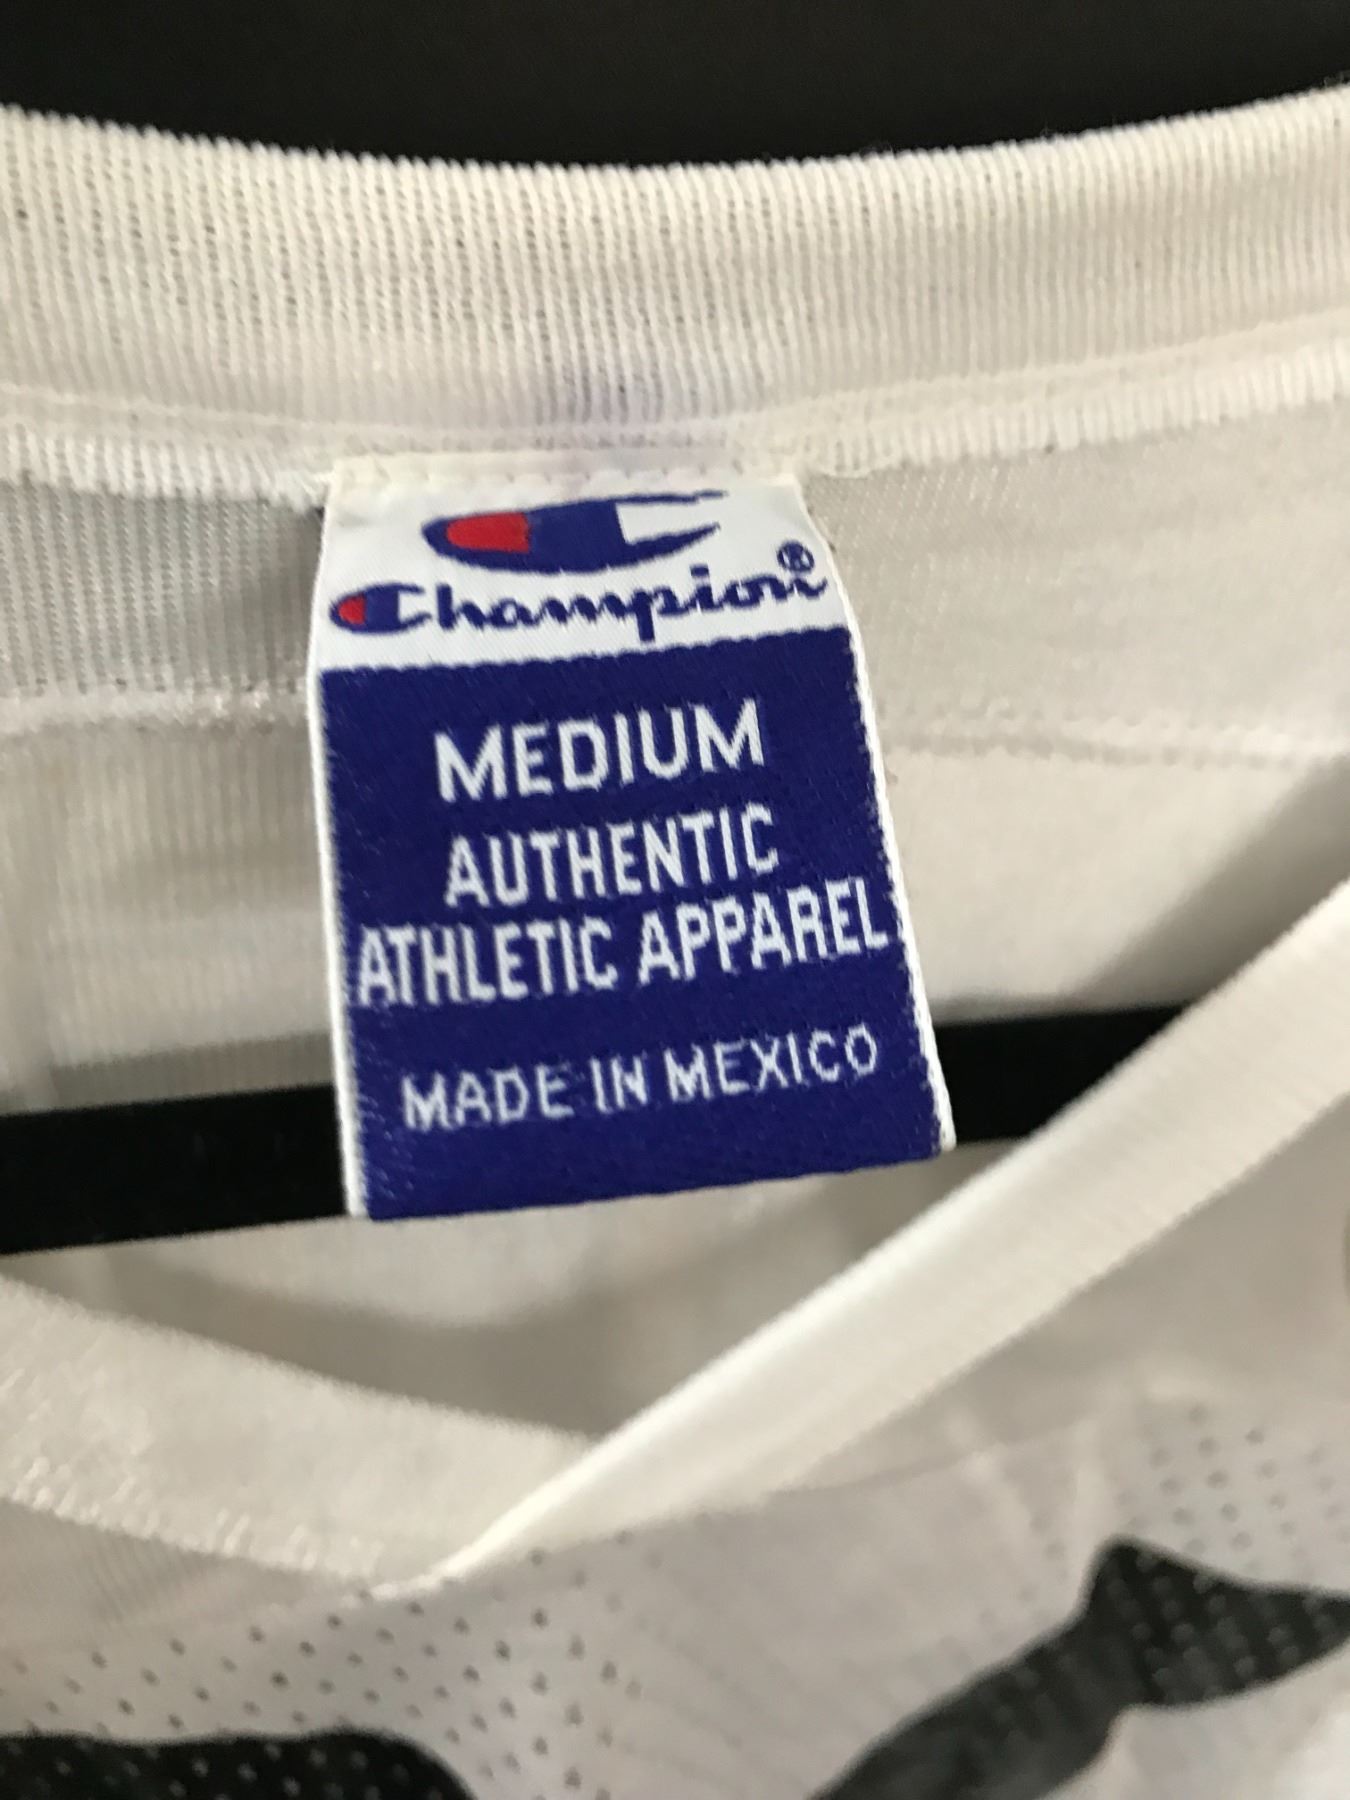 Champion®
MEDIUM
AUTHENTIC
ATHLETIC APPAREL
MADE IN MEXICO